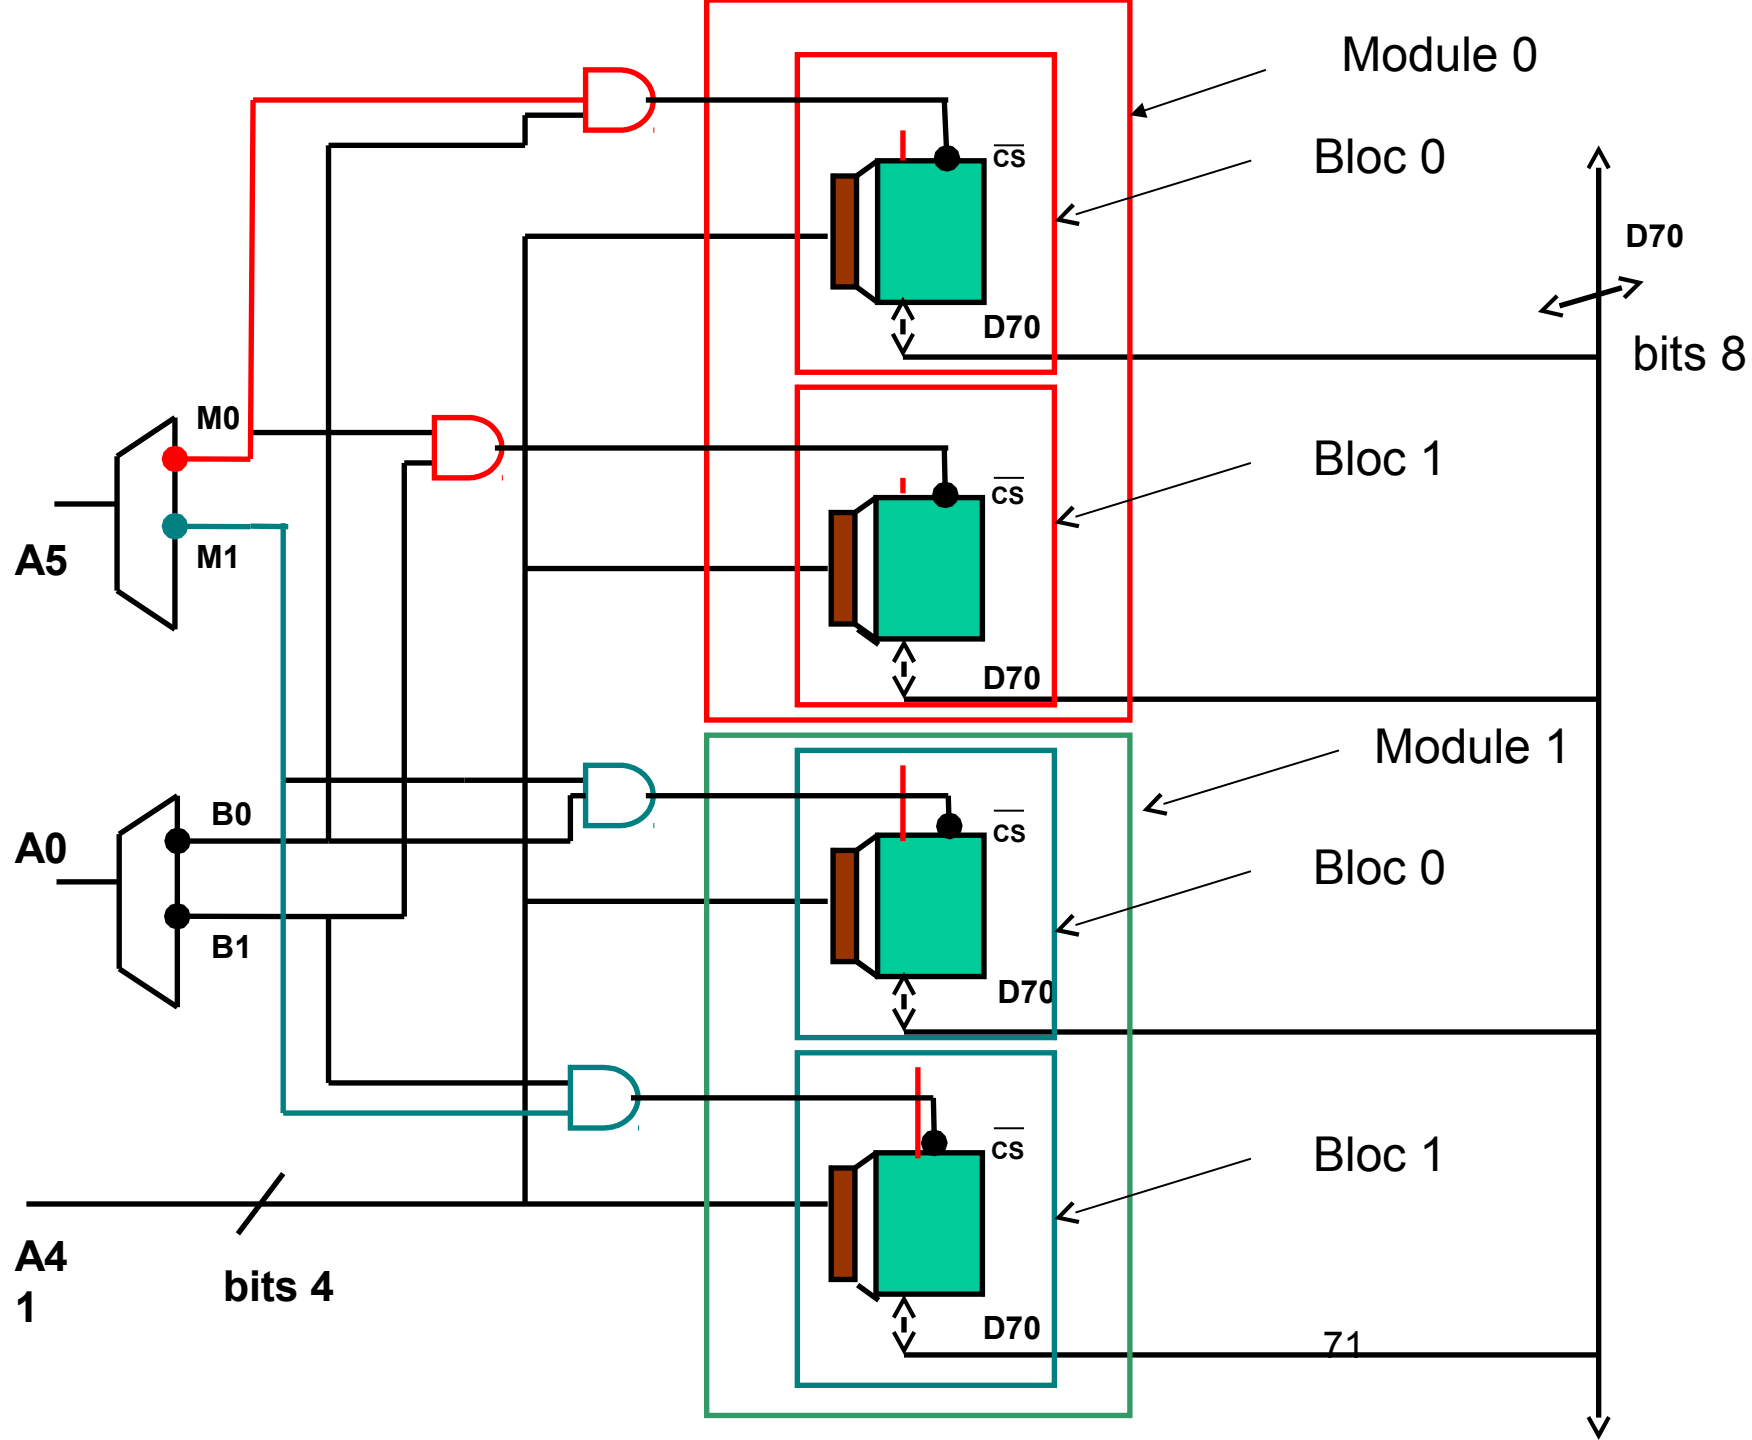 Module 0
Bloc 0
CS
D70
D70
bits 8
M0
Bloc 1
CS
A5
M1
D70
Module 1
B0
CS
A0
Bloc 0
B1
D70
CS
Bloc 1
A4
1
bits 4
D70
71